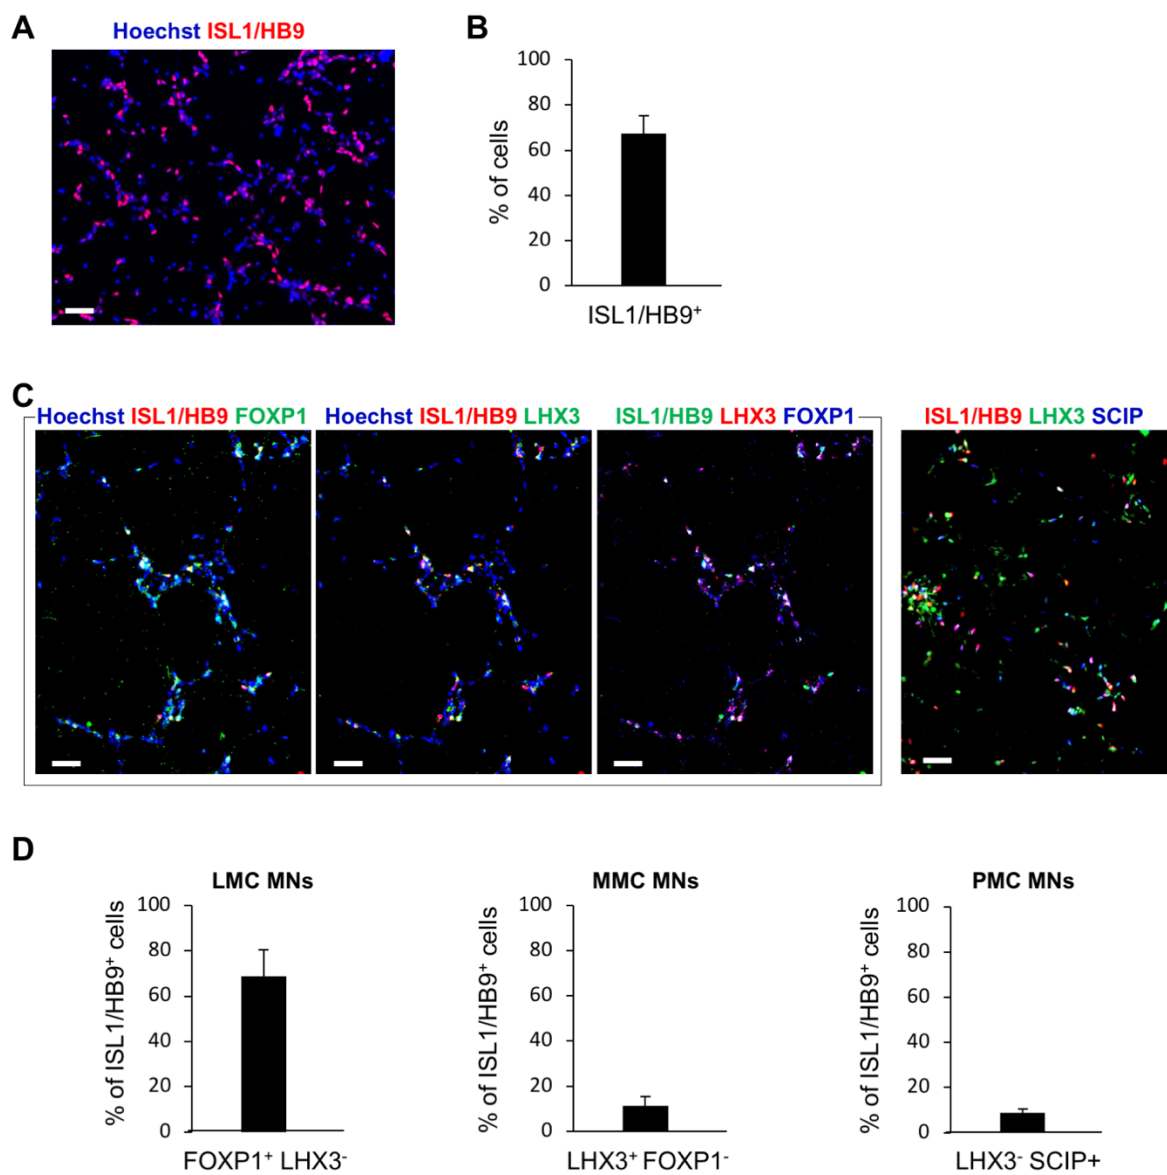 A
Hoechst ISL1/HB9
B
100
80
60
40
20
0
% of cells
ISL1/HB9⁺
C
Hoechst ISL1/HB9 FOXP1
Hoechst ISL1/HB9 LHX3
ISL1/HB9 LHX3 FOXP1
ISL1/HB9 LHX3 SCIP
D
LMC MNs
100
80
60
40
20
0
% of ISL1/HB9⁺ cells
FOXP1⁺ LHX3⁻
MMC MNs
100
80
60
40
20
0
% of ISL1/HB9⁺ cells
LHX3⁺ FOXP1⁻
PMC MNs
100
80
60
40
20
0
% of ISL1/HB9⁺ cells
LHX3⁻ SCIP+